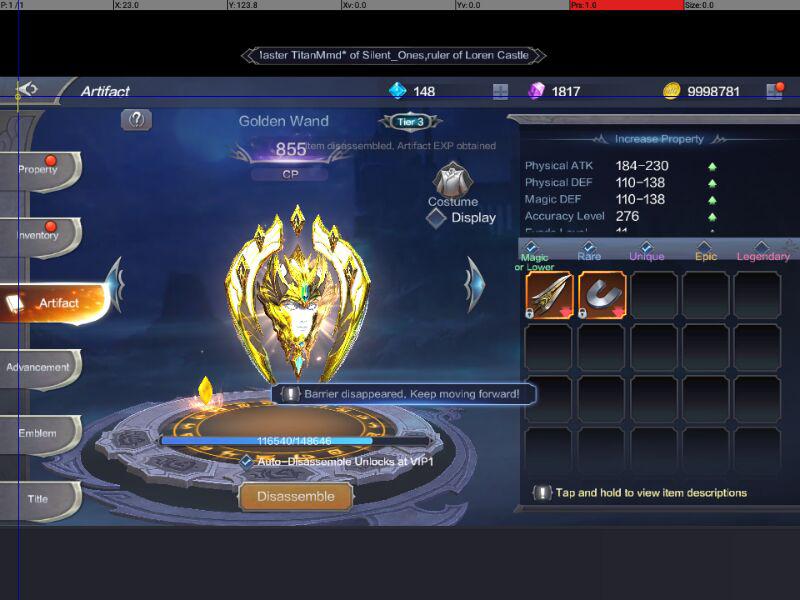 P: 1 / 1 X: 23.0 Y: 123.8 Xv: 0.0 Yv: 0.0 Prs: 1.0 Size: 0.0
laster TitanMmd* of Silent_Ones,ruler of Loren Castle
Artifact 148 1817 9998781
Golden Wand Tier 3
855
Item disassembled, Artifact EXP obtained
CP
Costume
Display
Increase Property
Physical ATK 184-230
Physical DEF 110-138
Magic DEF 110-138
Accuracy Level 276
Magic or Lower Rare Unique Epic Legendary
Property
Inventory
Artifact
Advancement
Emblem
Title
Barrier disappeared, Keep moving forward!
116540/148646
Auto-Disassemble Unlocks at VIP1
Disassemble
Tap and hold to view item descriptions